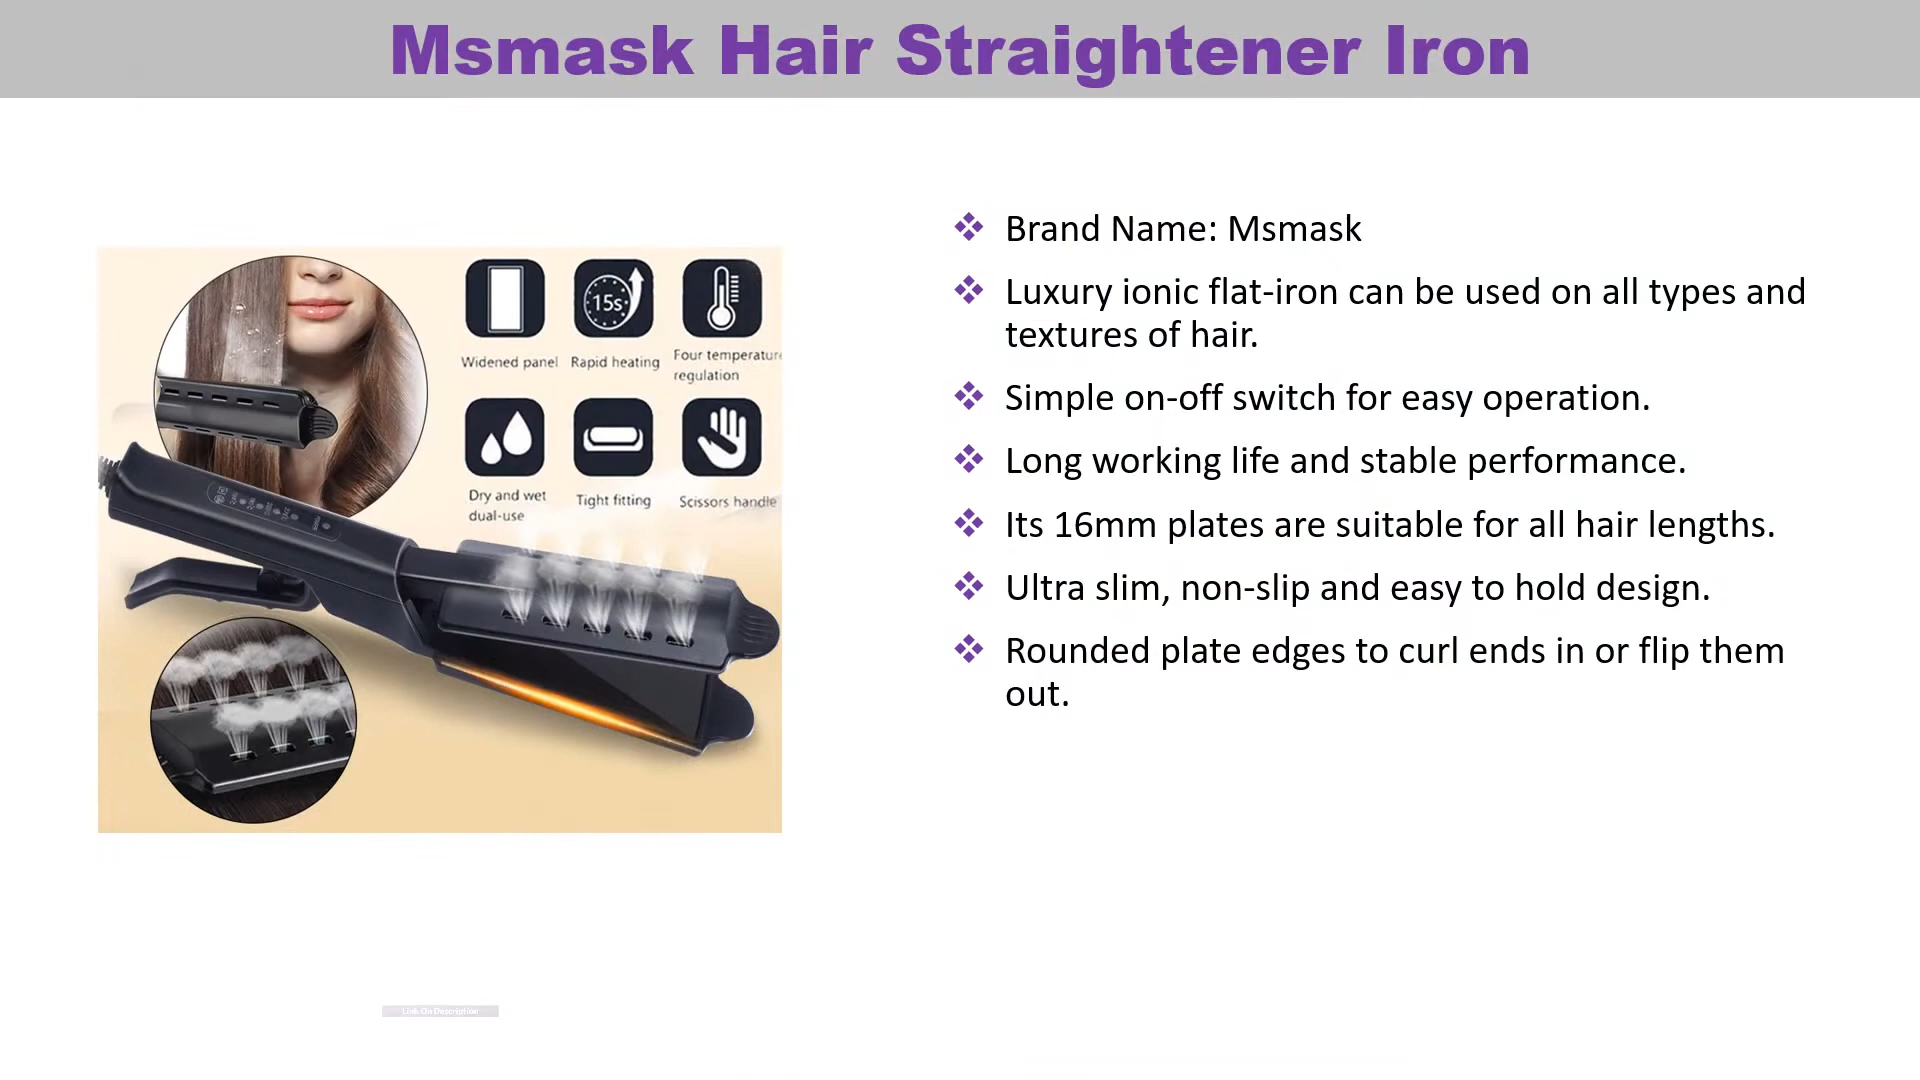 Msmask Hair Straightener Iron
15s
Widened panel
Rapid heating
Four temperature
regulation
Dry and wet
dual-use
Tight fitting
Scissors handle
Brand Name: Msmask
Luxury ionic flat-iron can be used on all types and
textures of hair.
Simple on-off switch for easy operation.
Long working life and stable performance.
Its 16mm plates are suitable for all hair lengths.
Ultra slim, non-slip and easy to hold design.
Rounded plate edges to curl ends in or flip them
out.
Link On Description